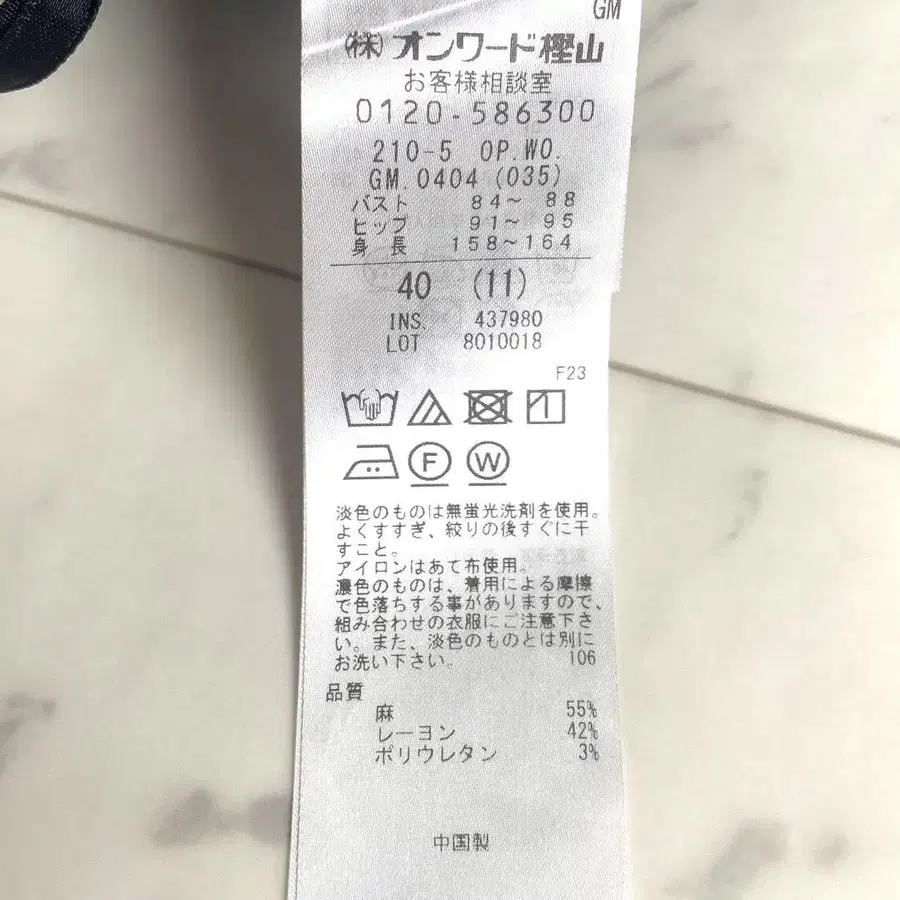 GM
(株)オンワード樫山
お客様相談室
0120-586300
210-5 OP.WO.
GM.0404 (035)
バスト 84～ 88
ヒップ 91～ 95
身長 158～164
40 (11)
INS. 437980
LOT 8010018
F23
F W
淡色のものは無蛍光洗剤を使用。
よくすすぎ、絞りの後すぐに干
すこと。
アイロンはあて布使用。
濃色のものは、着用による摩擦
で色落ちする事がありますので、
組み合わせの衣服にご注意下さ
い。また、淡色のものとは別に
お洗い下さい。 106
品質
麻 55%
レーヨン 42%
ポリウレタン 3%
中国製